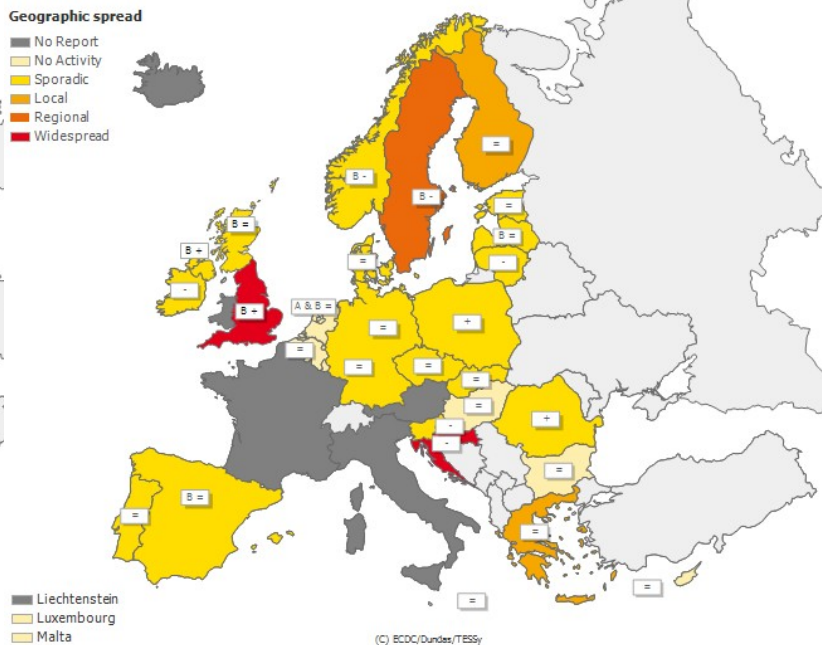 Geographic spread
No Report
No Activity
Sporadic
Local
Regional
Widespread
=
B -
B -
=
B =
B =
B +
-
=
-
B +
A & B =
=
+
=
=
=
=
=
+
-
-
=
B =
=
=
=
=
Liechtenstein
Luxembourg
Malta
(C) ECDC/Dundas/TESSy